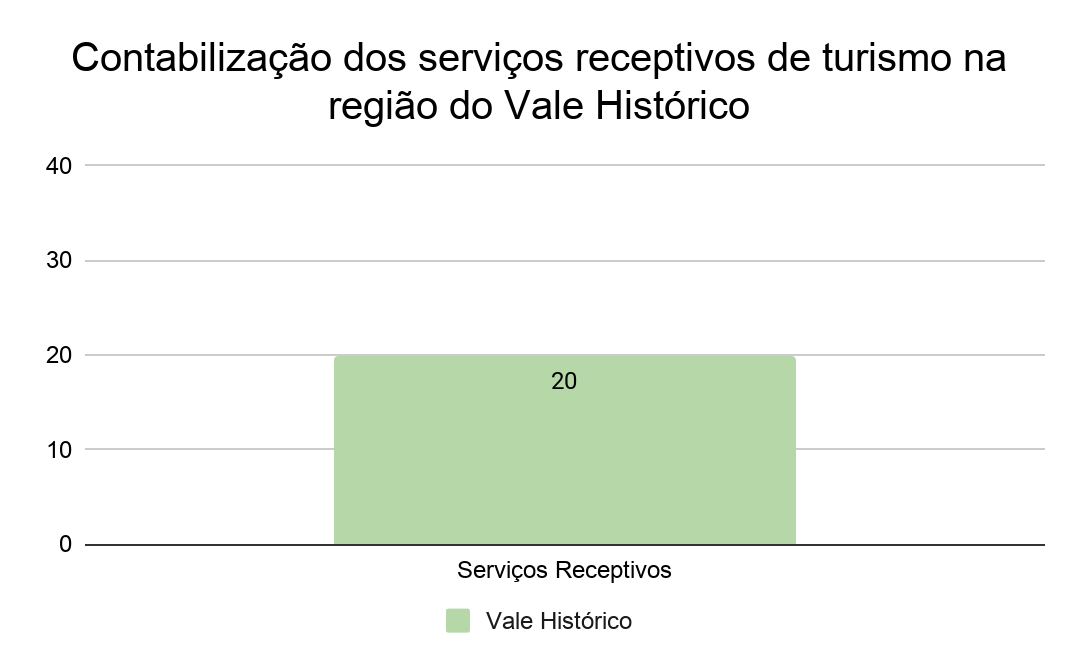 Contabilização dos serviços receptivos de turismo na
região do Vale Histórico
40
30
20
20
10
0
Serviços Receptivos
Vale Histórico